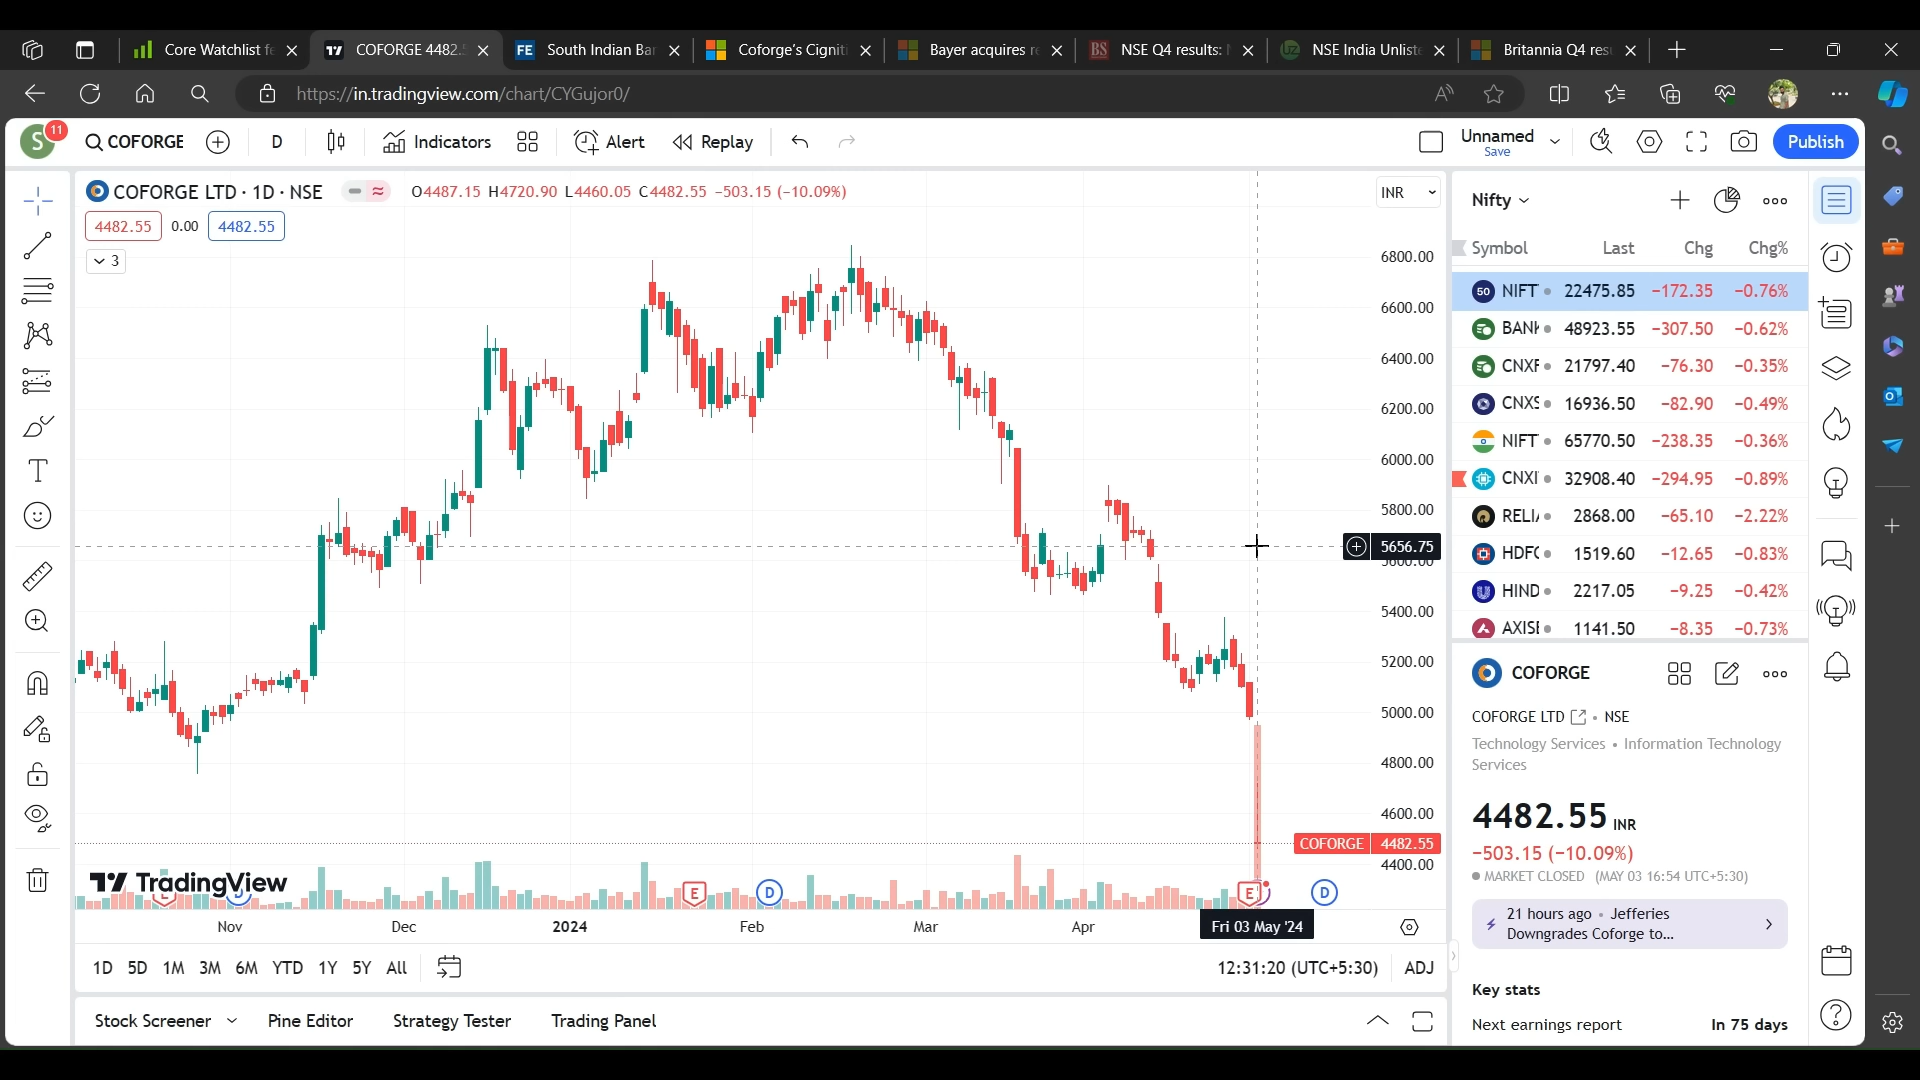 Core Watchlist fe
COFORGE 4482.5
FE South Indian Ban
Coforge's Cigniti
Bayer acquires re
BS NSE Q4 results: N
UZ NSE India Unliste
Britannia Q4 resu
https://in.tradingview.com/chart/CYGujor0/
S 11 COFORGE D Indicators Alert Replay Unnamed Save Publish
COFORGE LTD · 1D · NSE O4487.15 H4720.90 L4460.05 C4482.55 −503.15 (−10.09%) INR
4482.55 0.00 4482.55
3
6800.00
6600.00
6400.00
6200.00
6000.00
5800.00
5656.75
5600.00
5400.00
5200.00
5000.00
4800.00
4600.00
COFORGE 4482.55
4400.00
TradingView
E D E D E D
Nov Dec 2024 Feb Mar Apr Fri 03 May '24
1D 5D 1M 3M 6M YTD 1Y 5Y All 12:31:20 (UTC+5:30) ADJ
Stock Screener Pine Editor Strategy Tester Trading Panel
Nifty
Symbol Last Chg Chg%
50 NIFT 22475.85 −172.35 −0.76%
BANK 48923.55 −307.50 −0.62%
CNXF 21797.40 −76.30 −0.35%
CNXS 16936.50 −82.90 −0.49%
NIFT 65770.50 −238.35 −0.36%
CNXI 32908.40 −294.95 −0.89%
RELI 2868.00 −65.10 −2.22%
HDFC 1519.60 −12.65 −0.83%
HIND 2217.05 −9.25 −0.42%
AXISE 1141.50 −8.35 −0.73%
COFORGE
COFORGE LTD • NSE
Technology Services • Information Technology
Services
4482.55 INR
−503.15 (−10.09%)
MARKET CLOSED (MAY 03 16:54 UTC+5:30)
21 hours ago • Jefferies
Downgrades Coforge to...
Key stats
Next earnings report In 75 days